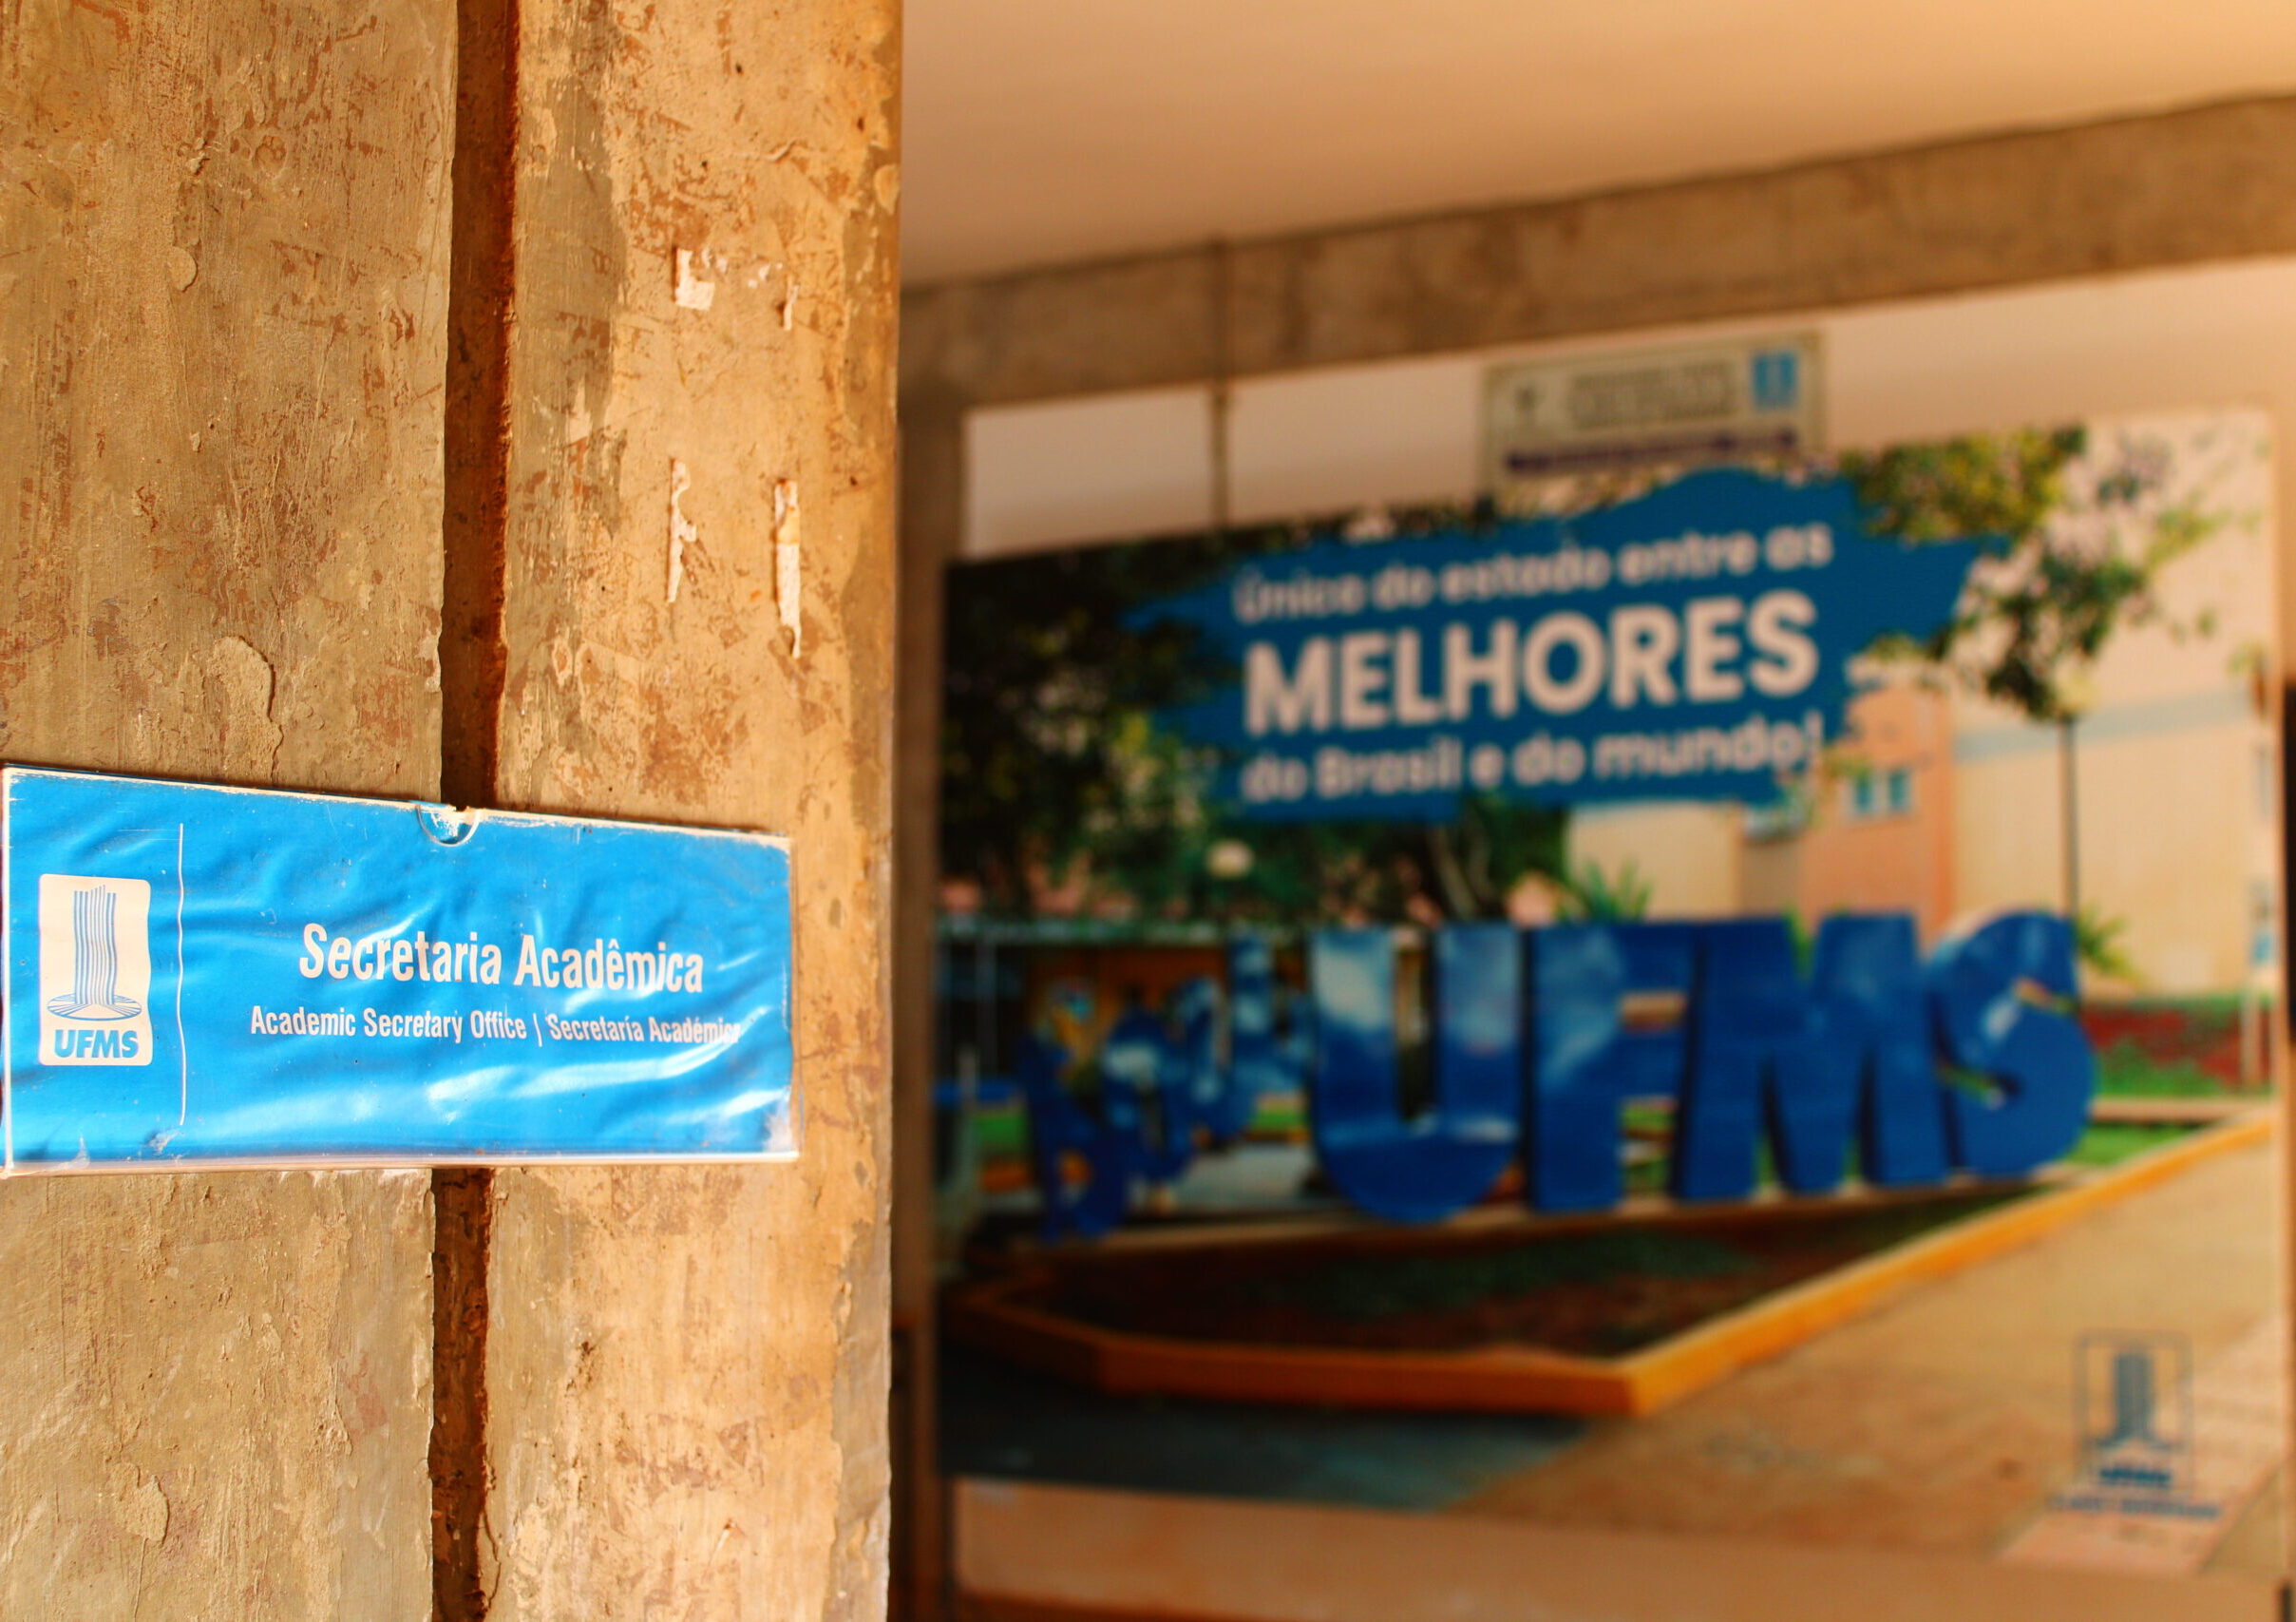 Secretaria Acadêmica
Academic Secretary Office | Secretaría Académica
UFMS
Único do estado entre as
MELHORES
do Brasil e do mundo!
UFMS
UFMS